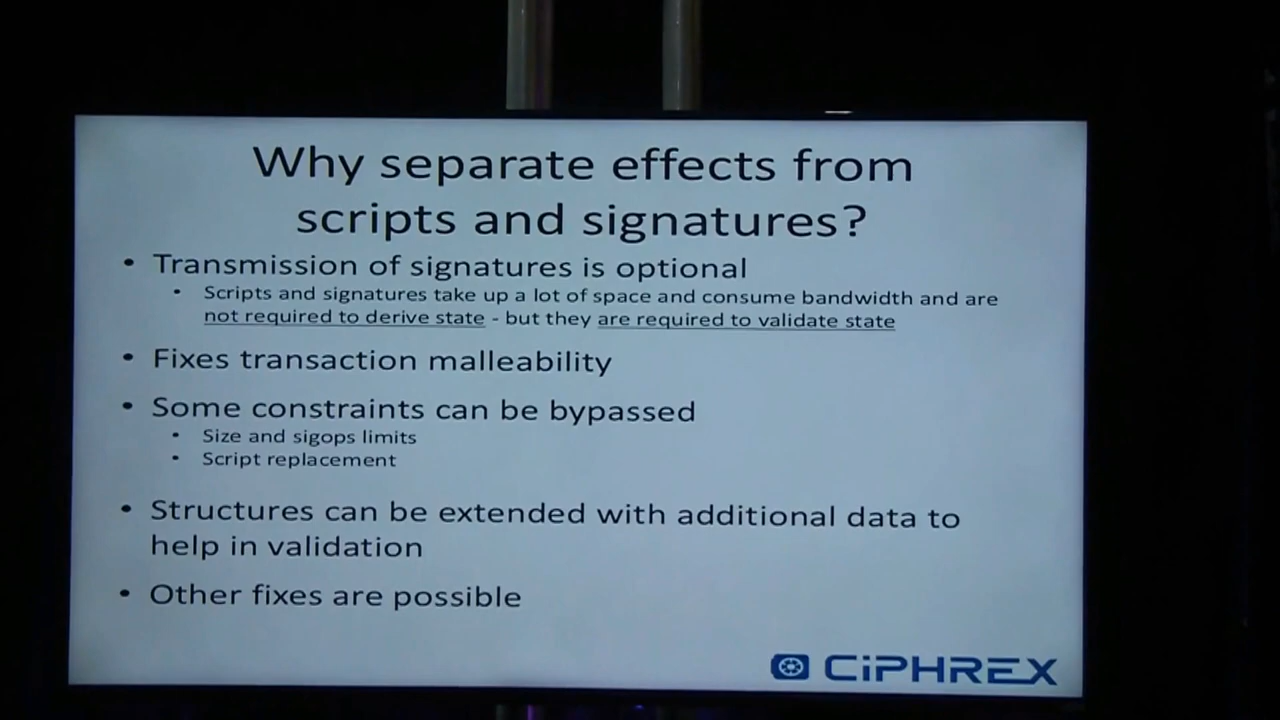 Why separate effects from
scripts and signatures?
• Transmission of signatures is optional
• Scripts and signatures take up a lot of space and consume bandwidth and are
not required to derive state - but they are required to validate state
• Fixes transaction malleability
• Some constraints can be bypassed
• Size and sigops limits
• Script replacement
• Structures can be extended with additional data to
help in validation
• Other fixes are possible
CiPHREX